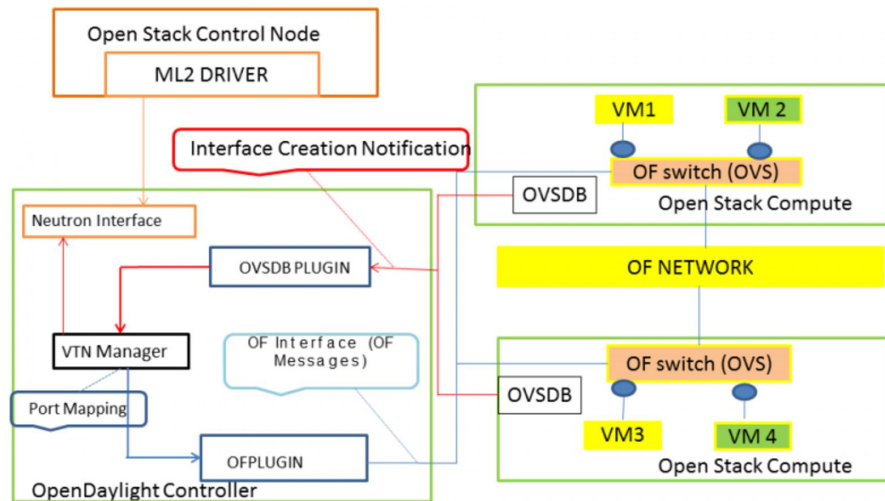 Open Stack Control Node
ML2 DRIVER
Interface Creation Notification
Neutron Interface
OVSDB PLUGIN
OF Interface (OF
Messages)
VTN Manager
Port Mapping
OFPLUGIN
OpenDaylight Controller
VM1
VM 2
OF switch (OVS)
OVSDB
Open Stack Compute
OF NETWORK
OF switch (OVS)
OVSDB
VM3
VM 4
Open Stack Compute